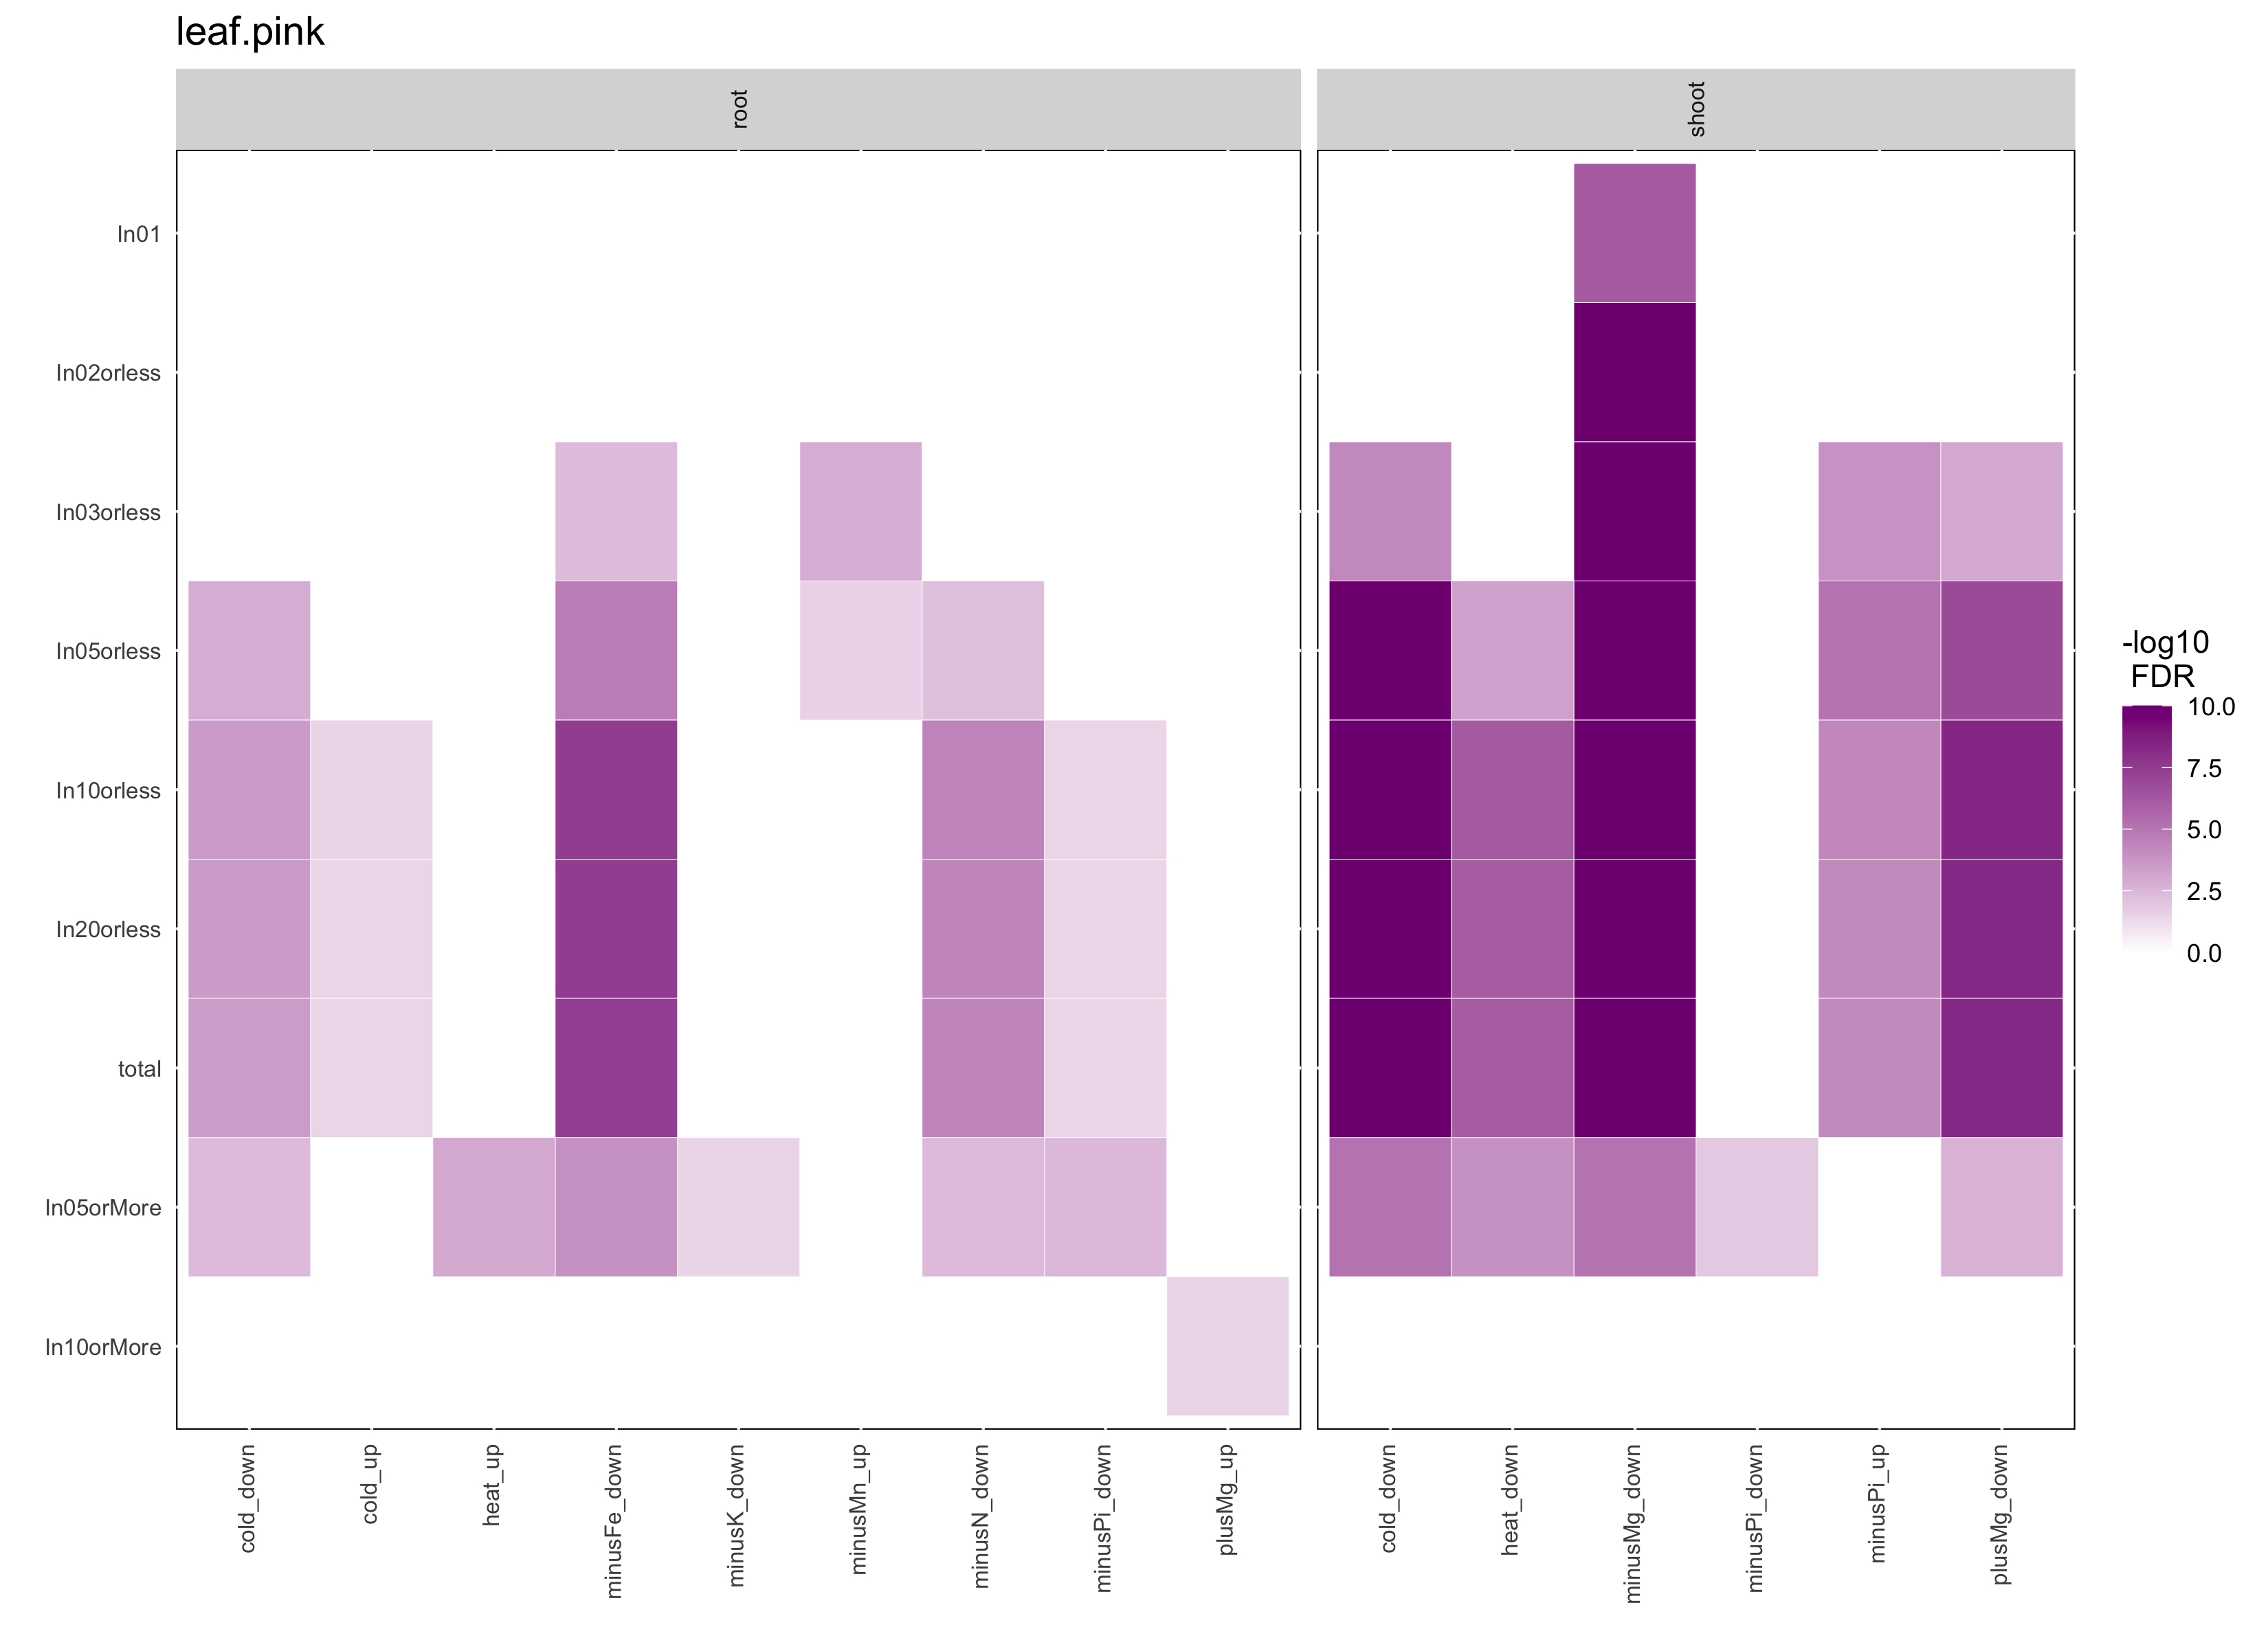 leaf.pink
root
shoot
In01
In02orless
In03orless
In05orless
In10orless
In20orless
total
In05orMore
In10orMore
cold_down
cold_up
heat_up
minusFe_down
minusK_down
minusMn_up
minusN_down
minusPi_down
plusMg_up
cold_down
heat_down
minusMg_down
minusPi_down
minusPi_up
plusMg_down
-log10
FDR
10.0
7.5
5.0
2.5
0.0